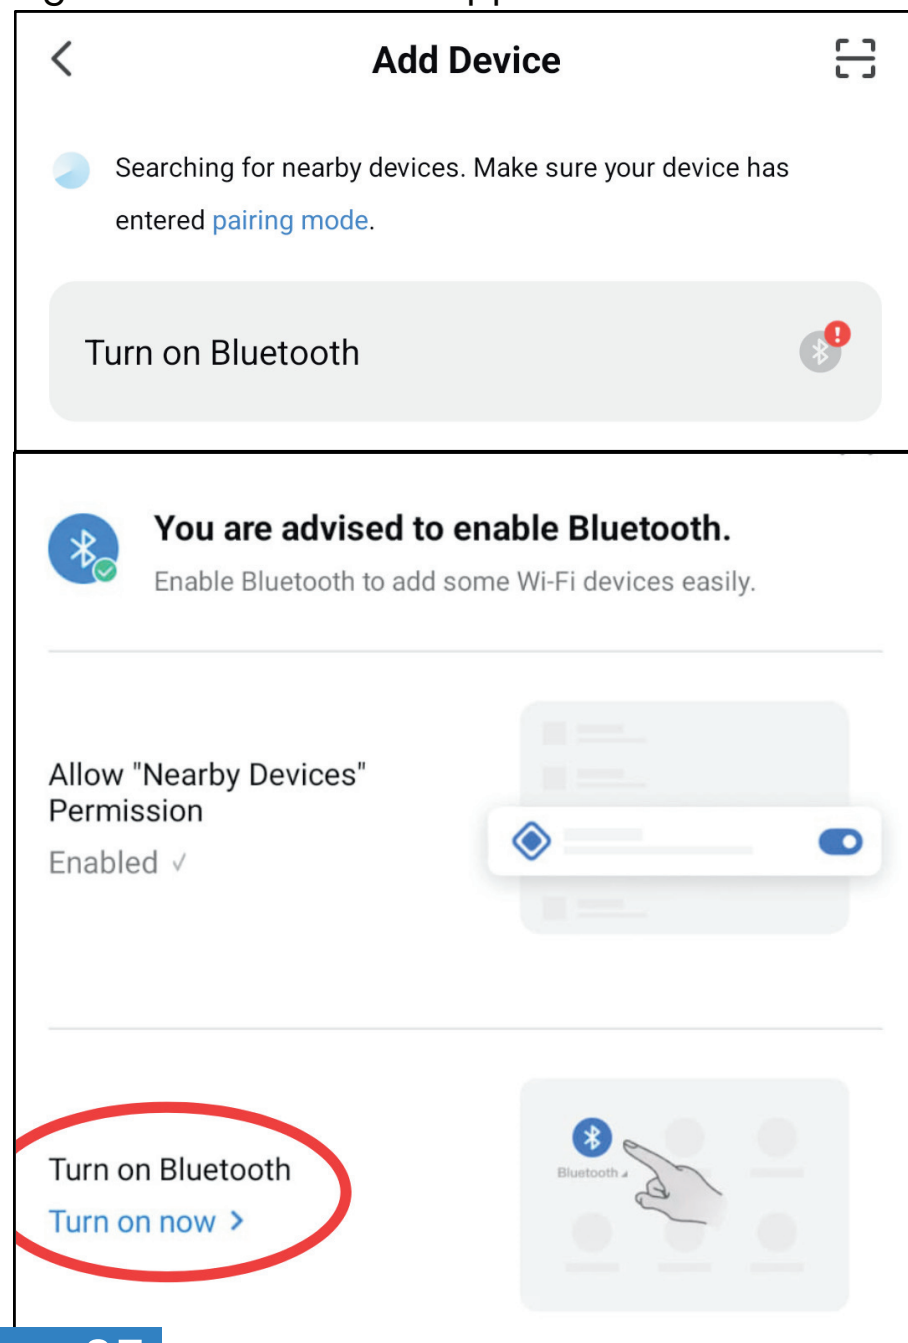 Add Device
Searching for nearby devices. Make sure your device has
entered pairing mode.
Turn on Bluetooth
You are advised to enable Bluetooth.
Enable Bluetooth to add some Wi-Fi devices easily.
Allow "Nearby Devices"
Permission
Enabled ✓
Turn on Bluetooth
Turn on now >
Bluetooth